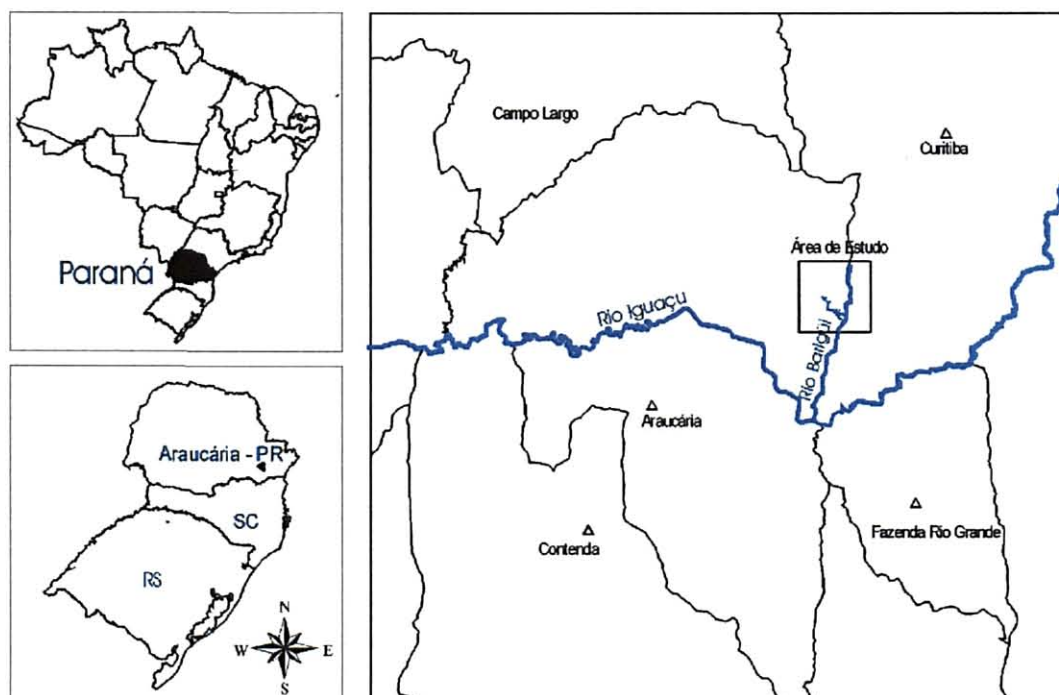 Paraná
Araucária - PR
SC
RS
N
W
E
S
Campo Largo
Curitiba
Área de Estudo
Rio Iguaçu
Rio Barigüi
Araucária
Contenda
Fazenda Rio Grande